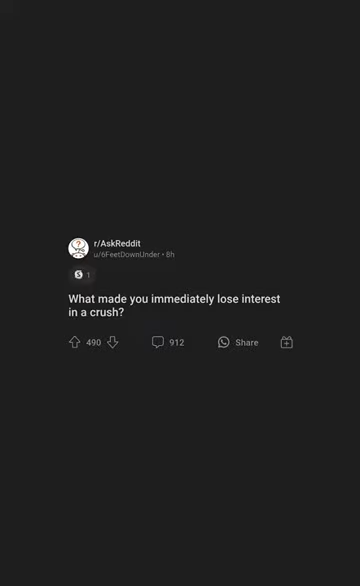 r/AskReddit
u/6FeetDownUnder • 8h
1
What made you immediately lose interest
in a crush?
490 912 Share